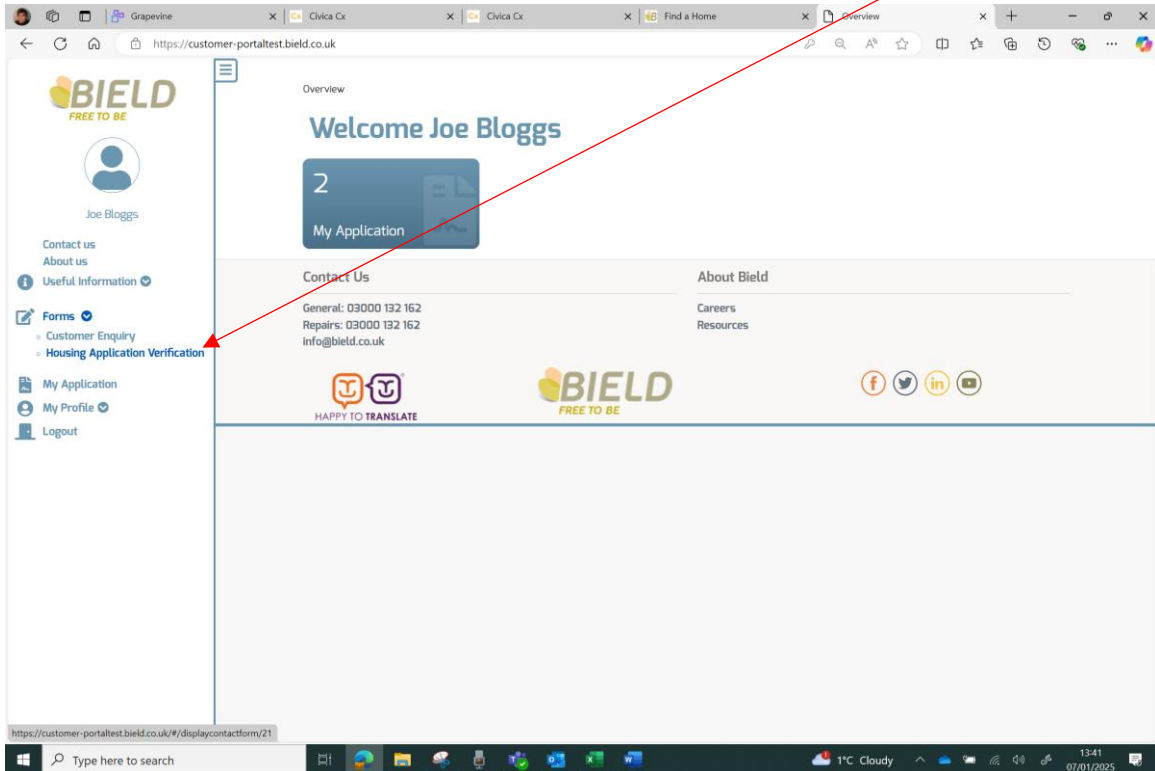 Grapevine
Civica Cx
Civica Cx
Find a Home
Overview
https://customer-portaltest.bield.co.uk
BIELD
FREE TO BE
Joe Bloggs
Contact us
About us
Useful Information
Forms
Customer Enquiry
Housing Application Verification
My Application
My Profile
Logout
Overview
Welcome Joe Bloggs
2
My Application
Contact Us
General: 03000 132 162
Repairs: 03000 132 162
info@bield.co.uk
About Bield
Careers
Resources
HAPPY TO TRANSLATE
BIELD
FREE TO BE
https://customer-portaltest.bield.co.uk/#/displaycontactform/21
Type here to search
1°C Cloudy
13:41
07/01/2025